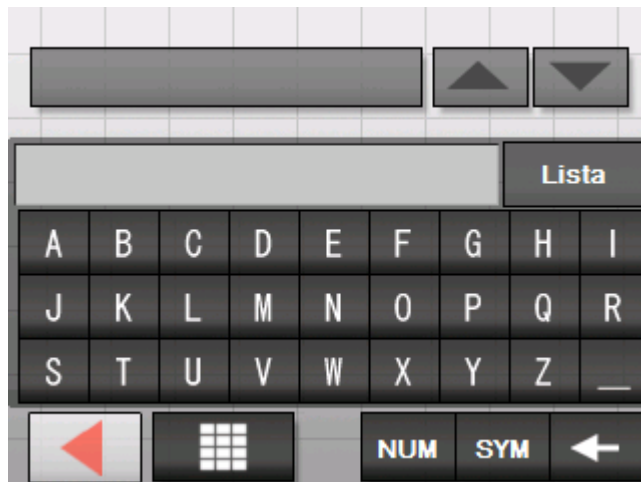 Lista
A B C D E F G H I
J K L M N O P Q R
S T U V W X Y Z _
NUM SYM